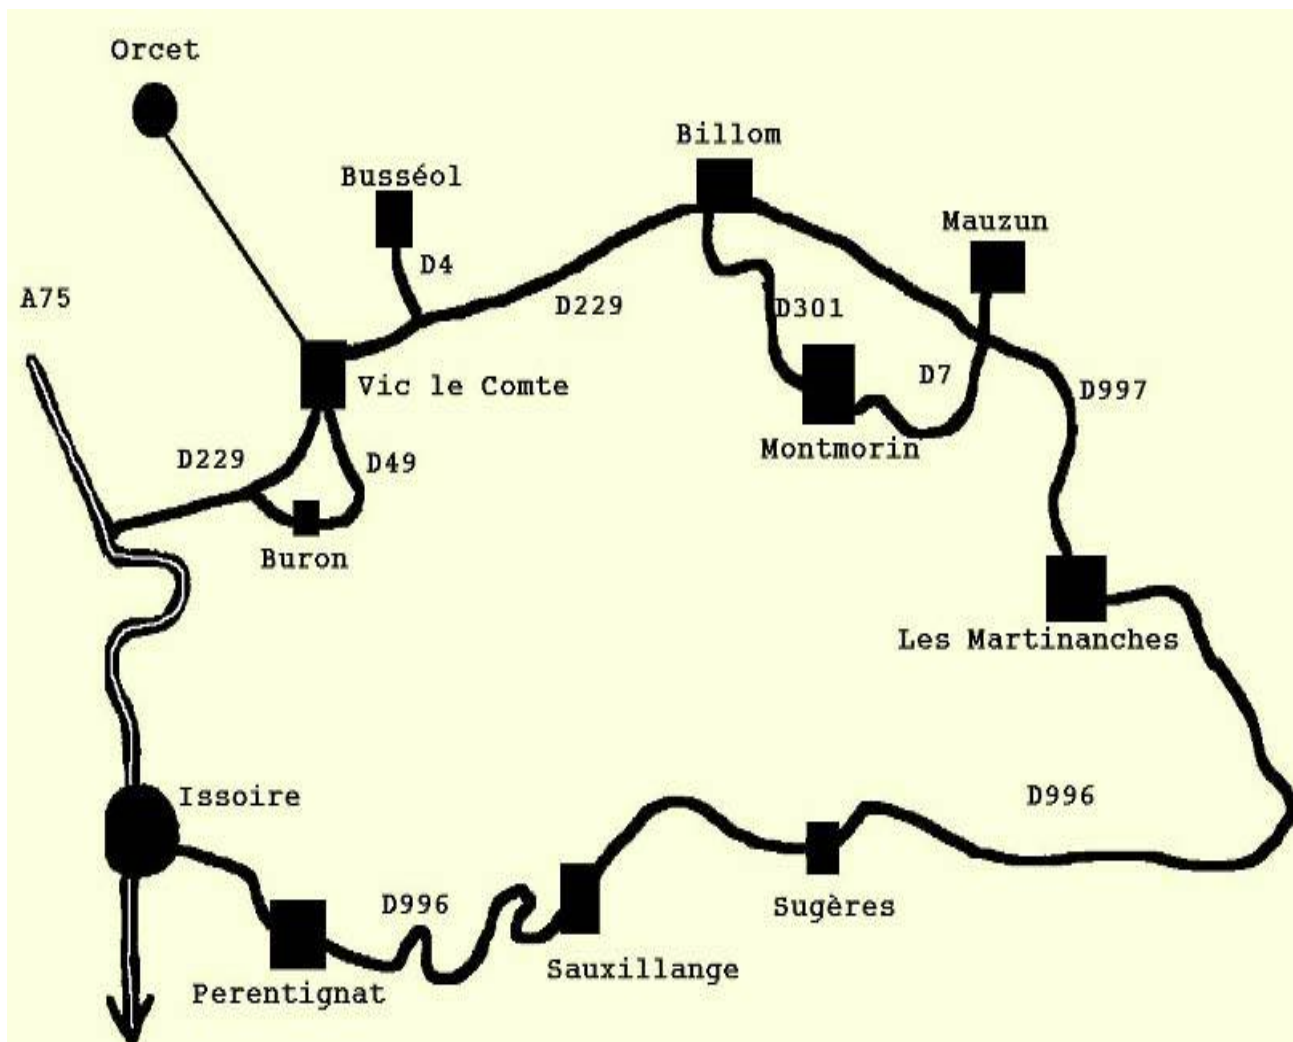 Orcet
Billom
Busséol
Mauzun
D4
A75
D229
D301
D7
Vic le Comte
D997
Montmorin
D229
D49
Buron
Les Martinanches
Issoire
D996
D996
Sugères
Sauxillange
Perentignat